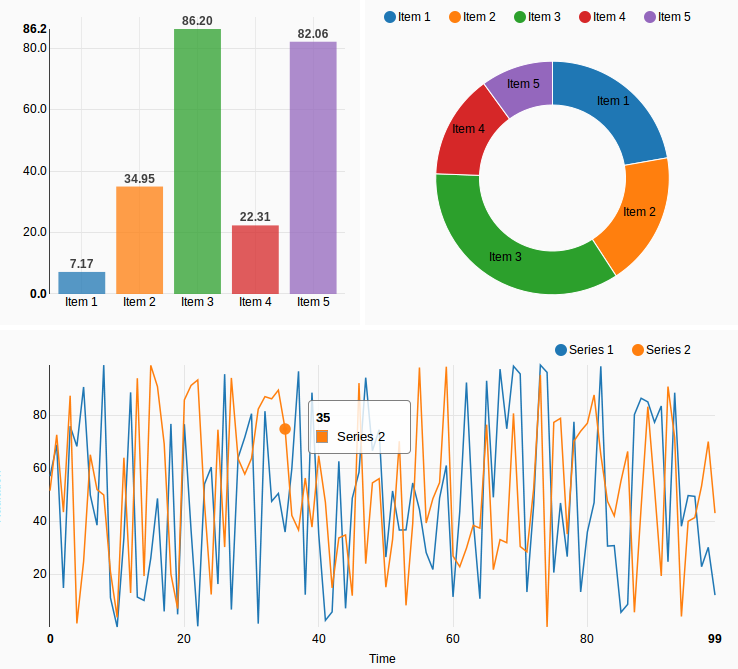 86.2
80.0
60.0
40.0
20.0
0.0
7.17
34.95
86.20
22.31
82.06
Item 1 Item 2 Item 3 Item 4 Item 5
Item 1 Item 2 Item 3 Item 4 Item 5
Item 5
Item 1
Item 4
Item 2
Item 3
Series 1 Series 2
80
60
40
20
35
Series 2
0 20 40 60 80 99
Time